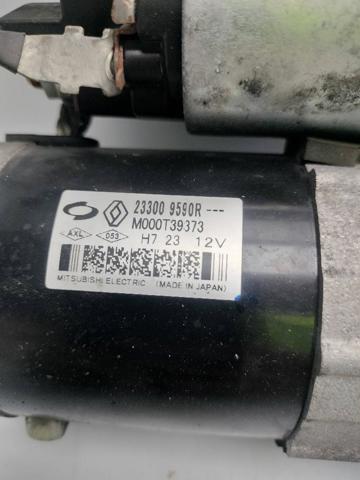 23300 9590R ---
M000T39373
AXL 053 H7 23 12V
MITSUBISHI ELECTRIC (MADE IN JAPAN)